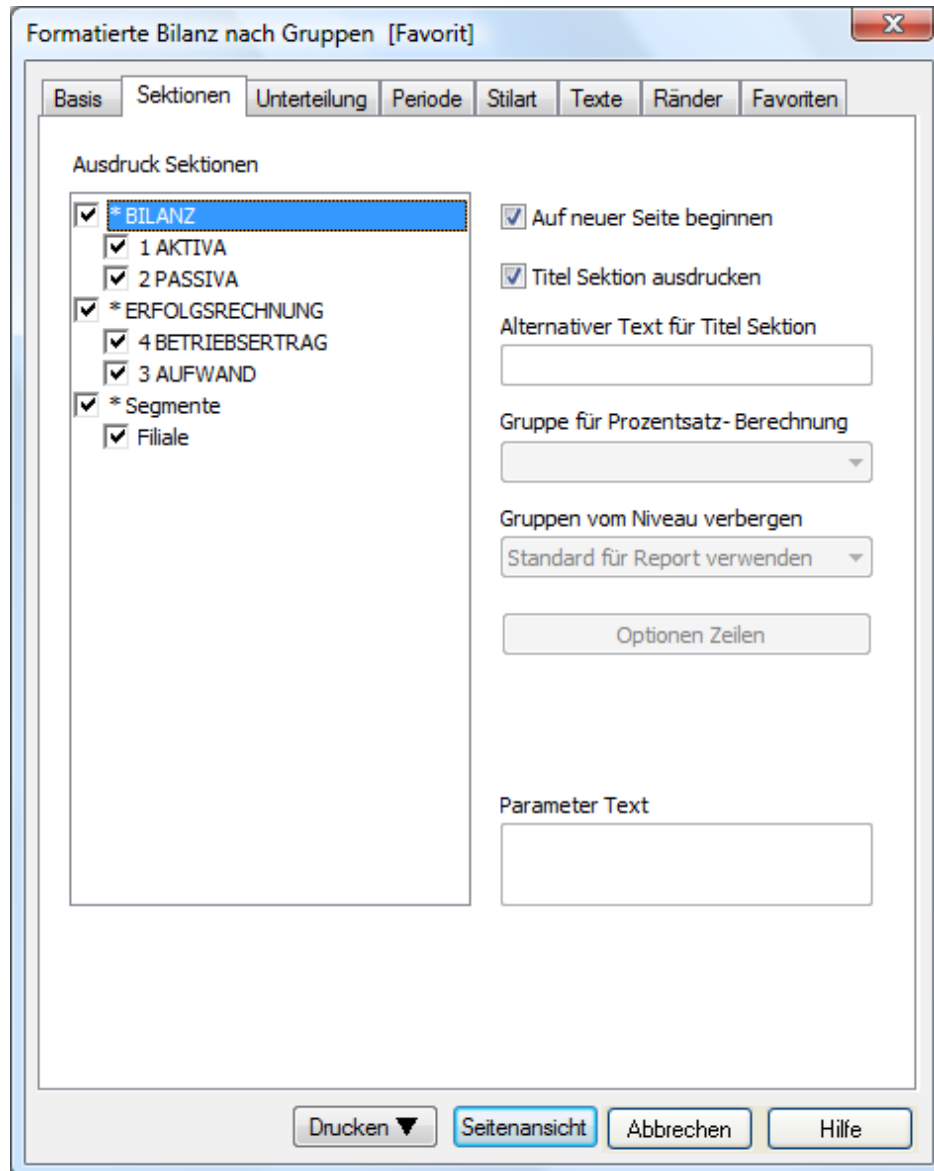 Formatierte Bilanz nach Gruppen [Favorit]
Basis Sektionen Unterteilung Periode Stilart Texte Ränder Favoriten
Ausdruck Sektionen
* BILANZ
1 AKTIVA
2 PASSIVA
* ERFOLGSRECHNUNG
4 BETRIEBSERTRAG
3 AUFWAND
* Segmente
Filiale
Auf neuer Seite beginnen
Titel Sektion ausdrucken
Alternativer Text für Titel Sektion
Gruppe für Prozentsatz- Berechnung
Gruppen vom Niveau verbergen
Standard für Report verwenden
Optionen Zeilen
Parameter Text
Drucken ▼ Seitenansicht Abbrechen Hilfe